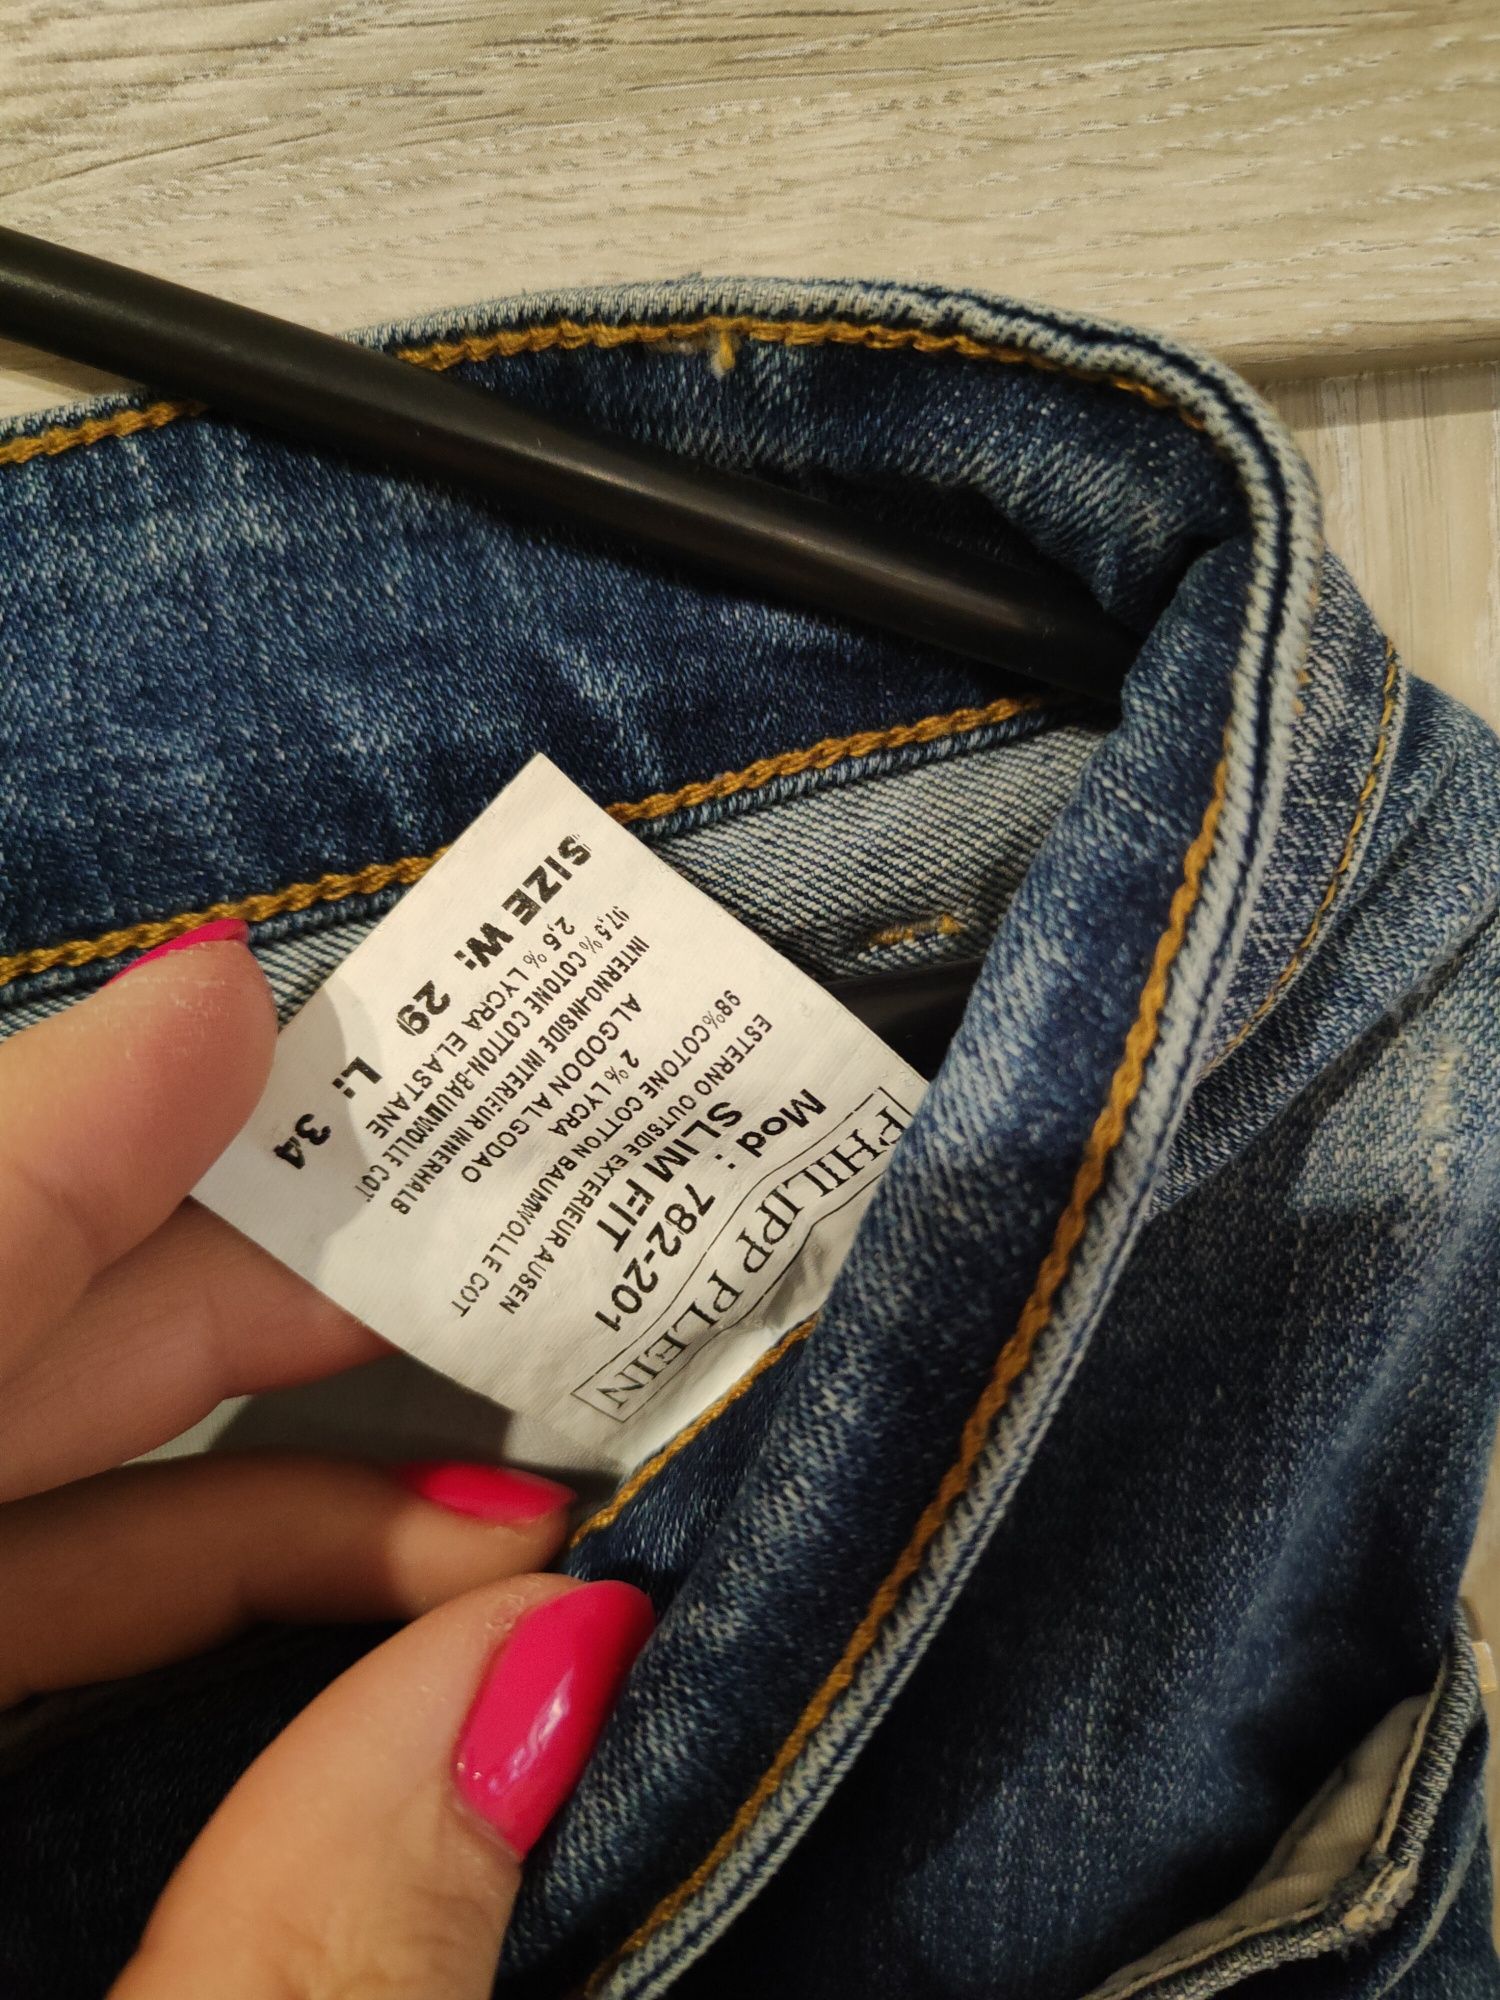 PHILIPP PLEIN
Mod : 782-201
SLIM FIT
ESTERNO OUTSIDE EXTERIEUR AUSEN
98%COTONE COTTON BAUMWOLLE COT
2% LYCRA
ALGODON ALGODAO
INTERNO-INSIDE INTERIEUR INNERHALB
97,5% COTONE COTTON-BAUMWOLLE COT
2,5% LYCRA ELASTANE
SIZE W: 29 L: 34